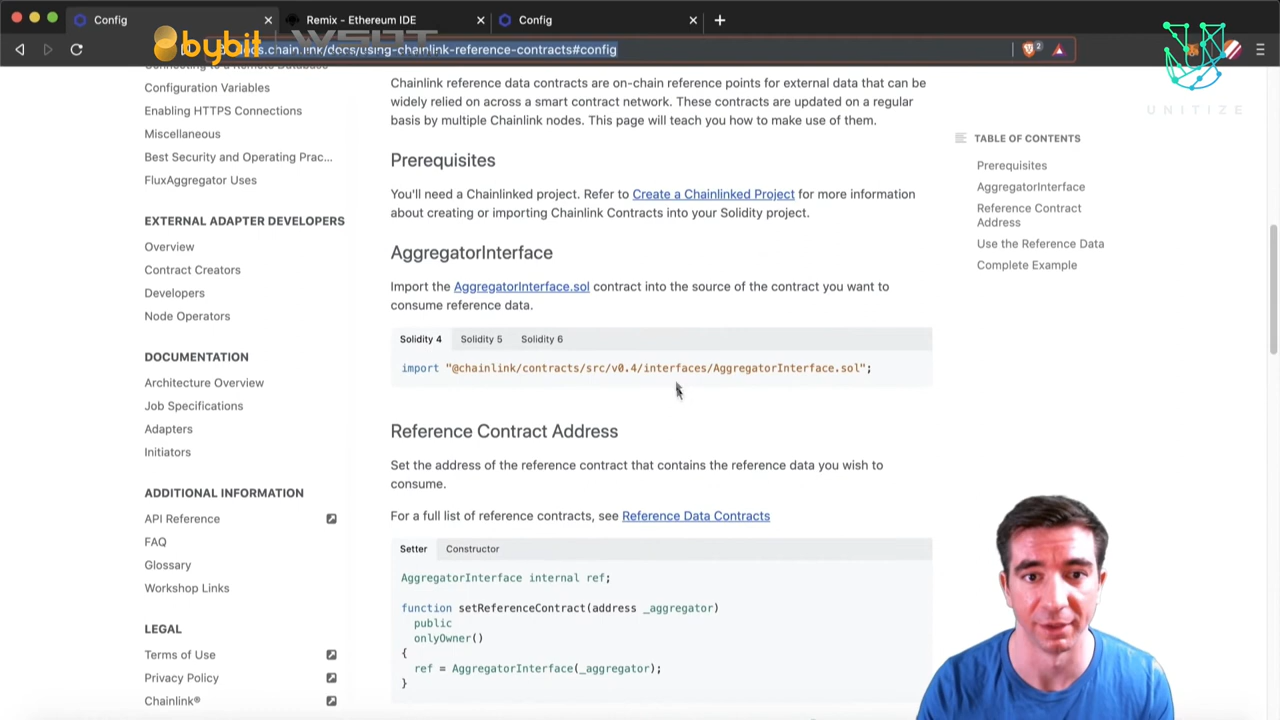 Config
Remix - Ethereum IDE
Config
bybit
WSOT
docs.chain.link/docs/using-chainlink-reference-contracts#config
2
UNITIZE
Configuration Variables
Enabling HTTPS Connections
Miscellaneous
Best Security and Operating Prac...
FluxAggregator Uses
EXTERNAL ADAPTER DEVELOPERS
Overview
Contract Creators
Developers
Node Operators
DOCUMENTATION
Architecture Overview
Job Specifications
Adapters
Initiators
ADDITIONAL INFORMATION
API Reference
FAQ
Glossary
Workshop Links
LEGAL
Terms of Use
Privacy Policy
Chainlink®
Chainlink reference data contracts are on-chain reference points for external data that can be
widely relied on across a smart contract network. These contracts are updated on a regular
basis by multiple Chainlink nodes. This page will teach you how to make use of them.
Prerequisites
You'll need a Chainlinked project. Refer to Create a Chainlinked Project for more information
about creating or importing Chainlink Contracts into your Solidity project.
AggregatorInterface
Import the AggregatorInterface.sol contract into the source of the contract you want to
consume reference data.
Solidity 4 Solidity 5 Solidity 6
import "@chainlink/contracts/src/v0.4/interfaces/AggregatorInterface.sol";
Reference Contract Address
Set the address of the reference contract that contains the reference data you wish to
consume.
For a full list of reference contracts, see Reference Data Contracts
Setter Constructor
AggregatorInterface internal ref;
function setReferenceContract(address _aggregator)
public
onlyOwner()
{
ref = AggregatorInterface(_aggregator);
}
TABLE OF CONTENTS
Prerequisites
AggregatorInterface
Reference Contract
Address
Use the Reference Data
Complete Example